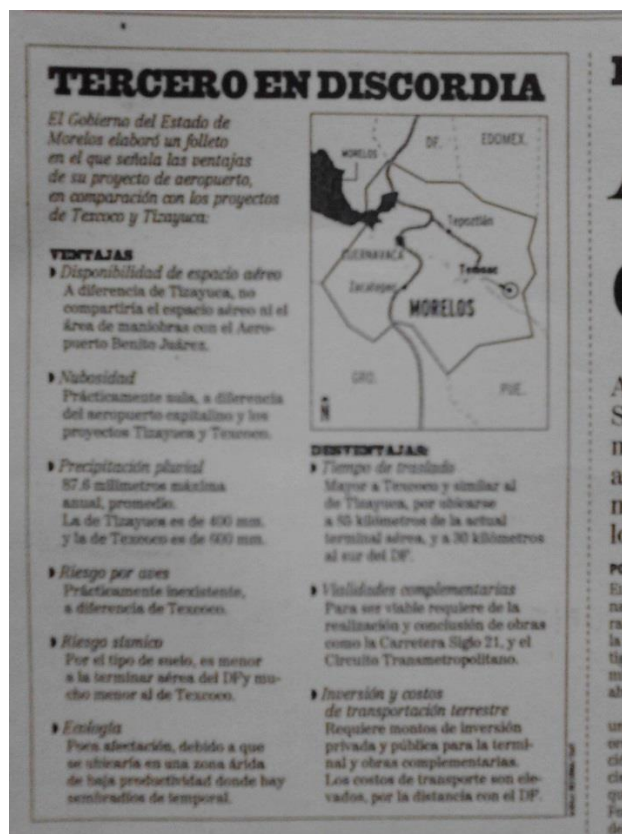 TERCERO EN DISCORDIA
El Gobierno del Estado de
Morelos elaboró un folleto
en el que señala las ventajas
de su proyecto de aeropuerto,
en comparación con los proyectos
de Texcoco y Tizayuca:
VENTAJAS
Disponibilidad de espacio aéreo
A diferencia de Tizayuca, no
compartiría el espacio aéreo ni el
área de maniobras con el Aero-
puerto Benito Juárez.
Nubosidad
Prácticamente nula, a diferencia
del aeropuerto capitalino y los
proyectos Tizayuca y Texcoco.
Precipitación pluvial
87.6 milímetros máxima
anual, promedio.
La de Tizayuca es de 400 mm.
y la de Texcoco es de 600 mm.
Riesgo por aves
Prácticamente inexistente,
a diferencia de Texcoco.
Riesgo sísmico
Por el tipo de suelo, es menor
a la terminar aérea del DF y mu-
cho menor al de Texcoco.
Ecología
Poca afectación, debido a que
se ubicaría en una zona árida
de baja productividad donde hay
sembradíos de temporal.
MORELOS
DF.
EDOMEX.
Tepoztlán
CUERNAVACA
Temoac
Zacatepec
MORELOS
GRO.
PUE.
N
DESVENTAJAS:
Tiempo de traslado
Mayor a Texcoco y similar al
de Tizayuca, por ubicarse
a 85 kilómetros de la actual
terminal aérea, y a 30 kilómetros
al sur del DF.
Vialidades complementarias
Para ser viable requiere de la
realización y conclusión de obras
como la Carretera Siglo 21, y el
Circuito Transmetropolitano.
Inversión y costos
de transportación terrestre
Requiere montos de inversión
privada y pública para la termi-
nal y obras complementarias.
Los costos de transporte son ele-
vados, por la distancia con el DF.